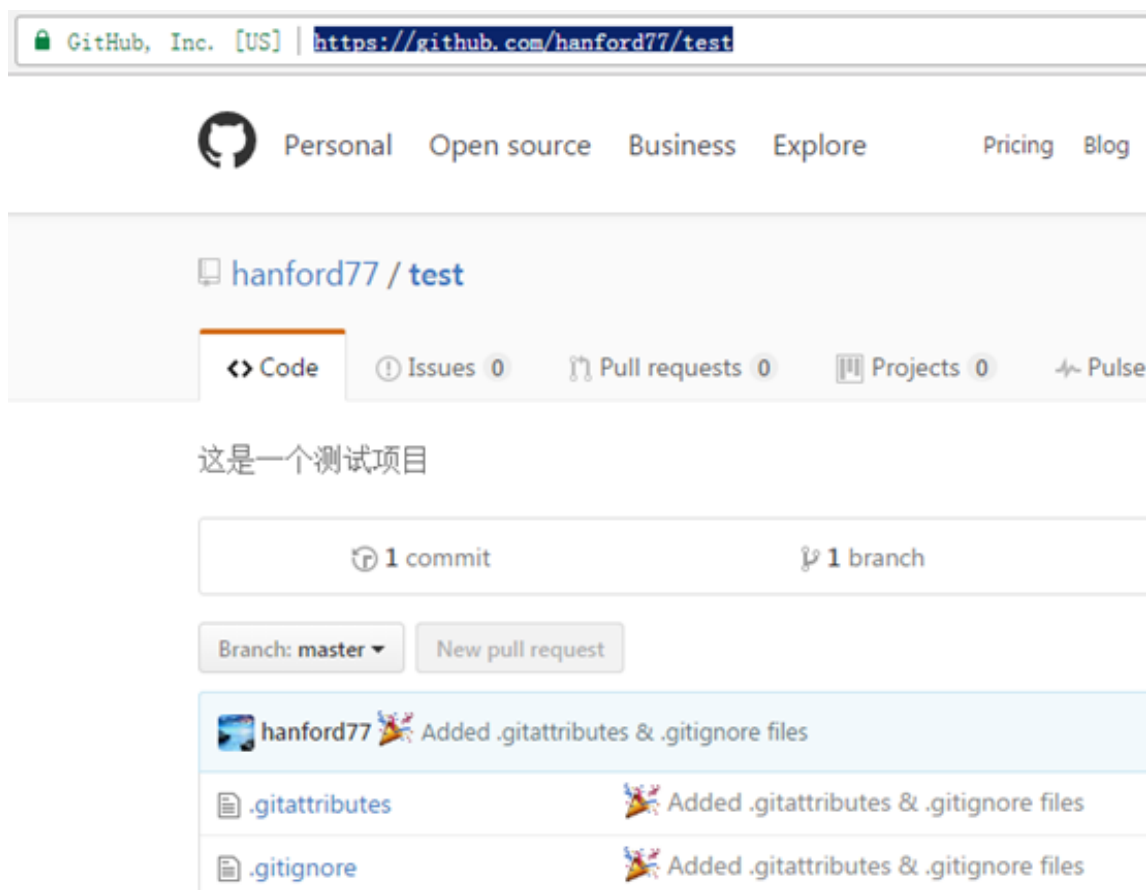 GitHub, Inc. [US] | https://github.com/hanford77/test
Personal Open source Business Explore Pricing Blog
hanford77 / test
Code Issues 0 Pull requests 0 Projects 0 Pulse
这是一个测试项目
1 commit 1 branch
Branch: master New pull request
hanford77 Added .gitattributes & .gitignore files
.gitattributes Added .gitattributes & .gitignore files
.gitignore Added .gitattributes & .gitignore files